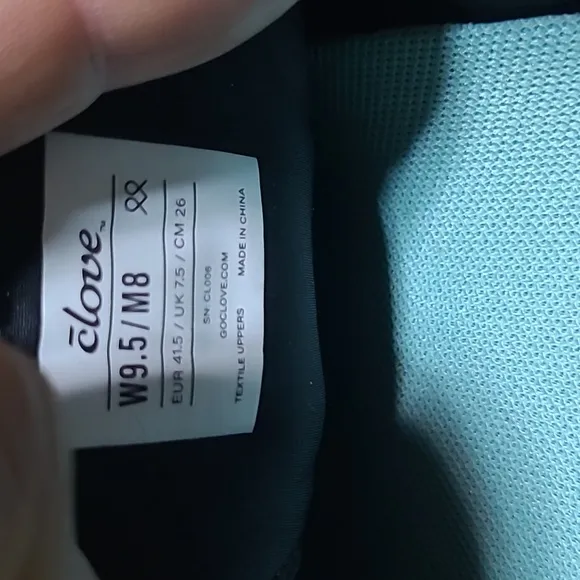 clove™
W9.5/M8
EUR 41.5 / UK 7.5 / CM 26
SN: CL006
GOCLOVE.COM
TEXTILE UPPERS MADE IN CHINA